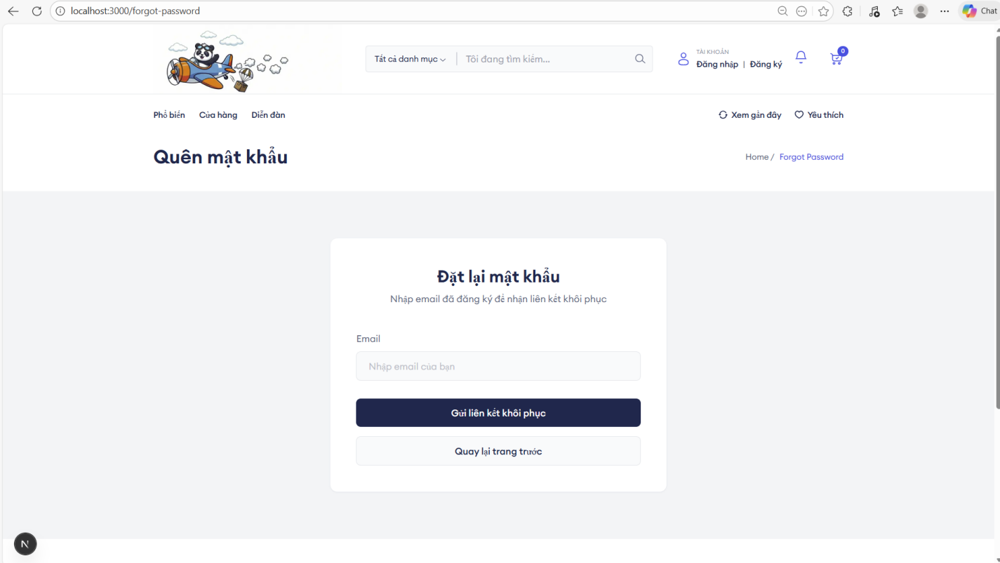 localhost:3000/forgot-password
Chat
Tất cả danh mục
Tôi đang tìm kiếm...
TÀI KHOẢN
Đăng nhập | Đăng ký
0
Phổ biến Cửa hàng Diễn đàn
Xem gần đây Yêu thích
Quên mật khẩu
Home / Forgot Password
Đặt lại mật khẩu
Nhập email đã đăng ký để nhận liên kết khôi phục
Email
Nhập email của bạn
Gửi liên kết khôi phục
Quay lại trang trước
N